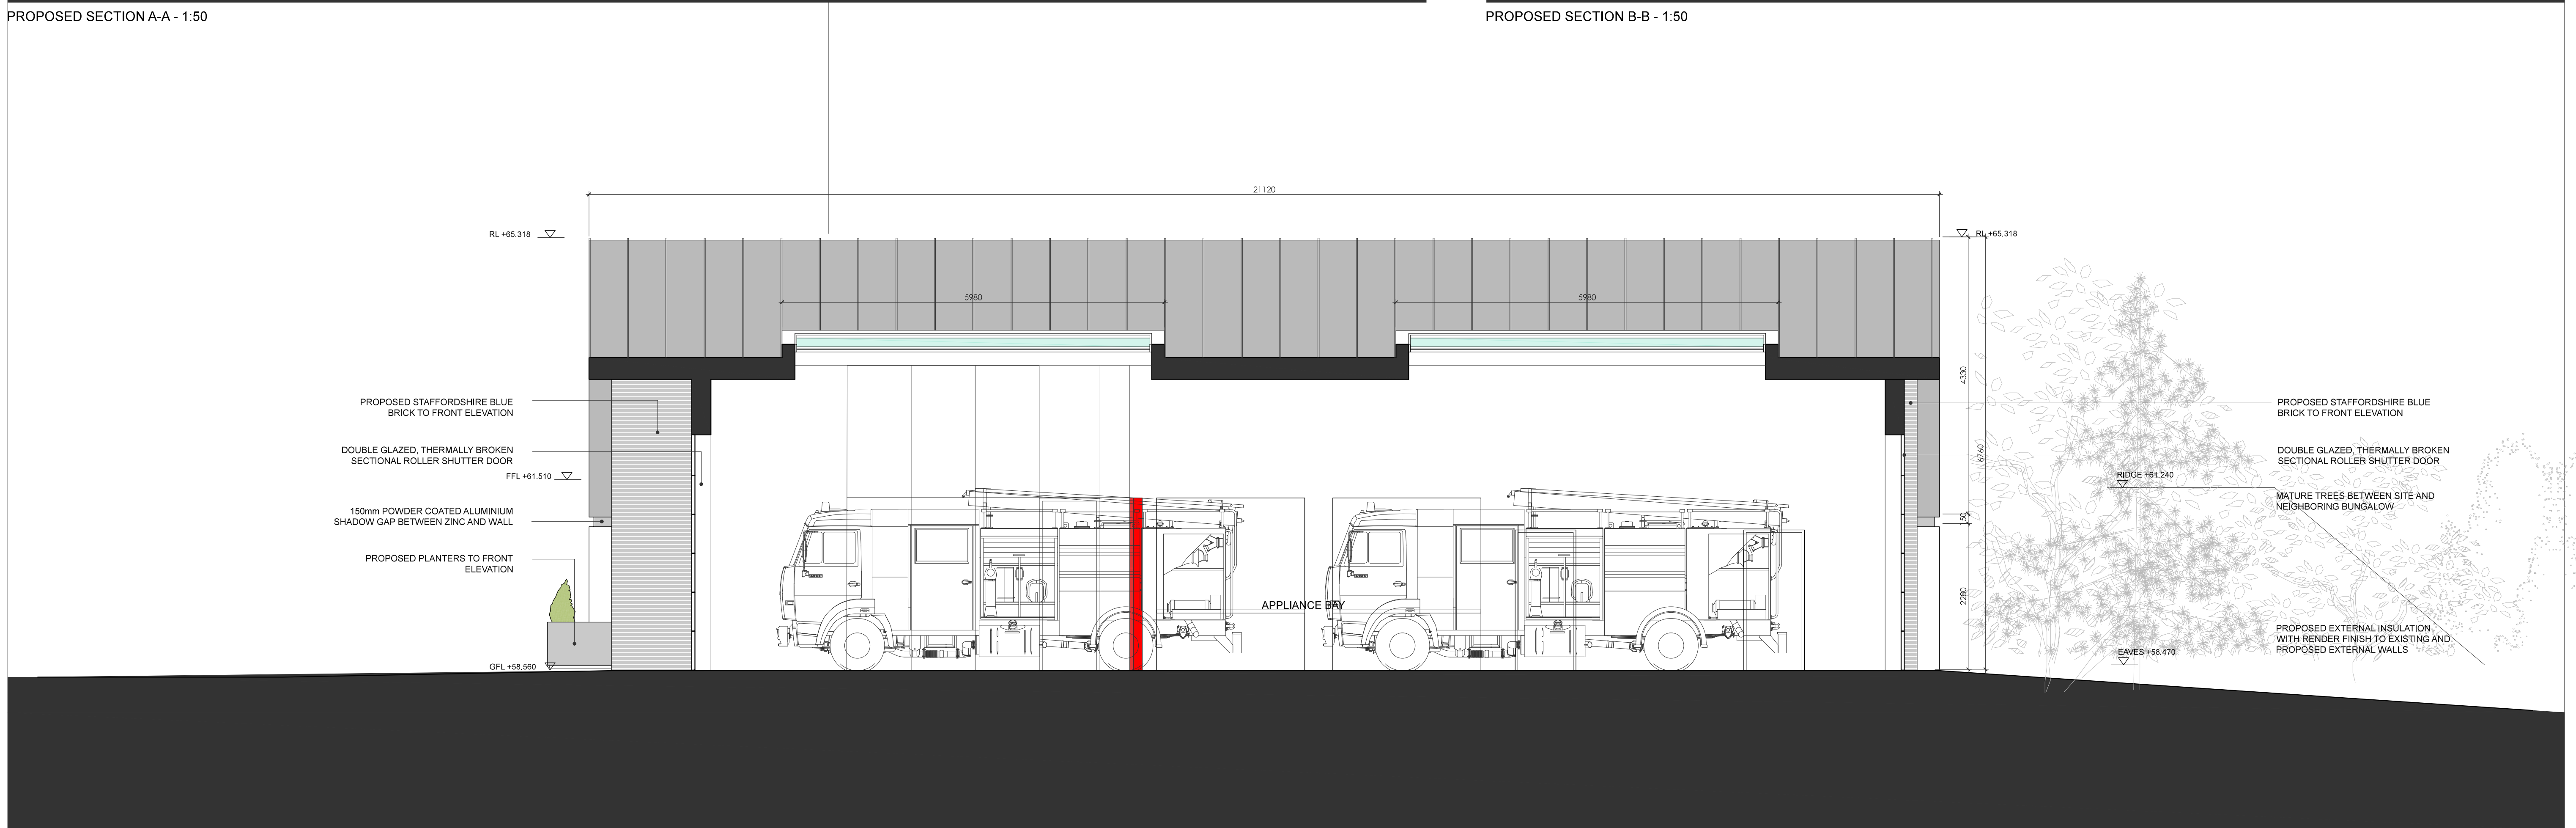 PROPOSED SECTION A-A - 1:50
PROPOSED SECTION B-B - 1:50
21120
RL +65.318
RL +65.318
5980
5980
4330
6760
150
2280
PROPOSED STAFFORDSHIRE BLUE
BRICK TO FRONT ELEVATION
DOUBLE GLAZED, THERMALLY BROKEN
SECTIONAL ROLLER SHUTTER DOOR
FFL +61.510
150mm POWDER COATED ALUMINIUM
SHADOW GAP BETWEEN ZINC AND WALL
PROPOSED PLANTERS TO FRONT
ELEVATION
GFL +58.560
APPLIANCE BAY
PROPOSED STAFFORDSHIRE BLUE
BRICK TO FRONT ELEVATION
DOUBLE GLAZED, THERMALLY BROKEN
SECTIONAL ROLLER SHUTTER DOOR
RIDGE +61.240
MATURE TREES BETWEEN SITE AND
NEIGHBORING BUNGALOW
PROPOSED EXTERNAL INSULATION
WITH RENDER FINISH TO EXISTING AND
PROPOSED EXTERNAL WALLS
EAVES +58.470